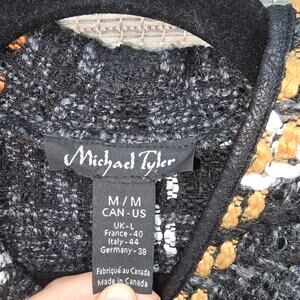 Michael Tyler
M / M
CAN - US
UK - L
France - 40
Italy - 44
Germany - 38
Fabriqué au Canada
Made in Canada